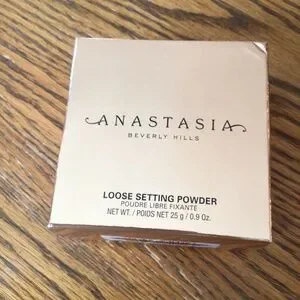 ANASTASIA
BEVERLY HILLS
LOOSE SETTING POWDER
POUDRE LIBRE FIXANTE
NET WT. / POIDS NET 25 g / 0.9 Oz.